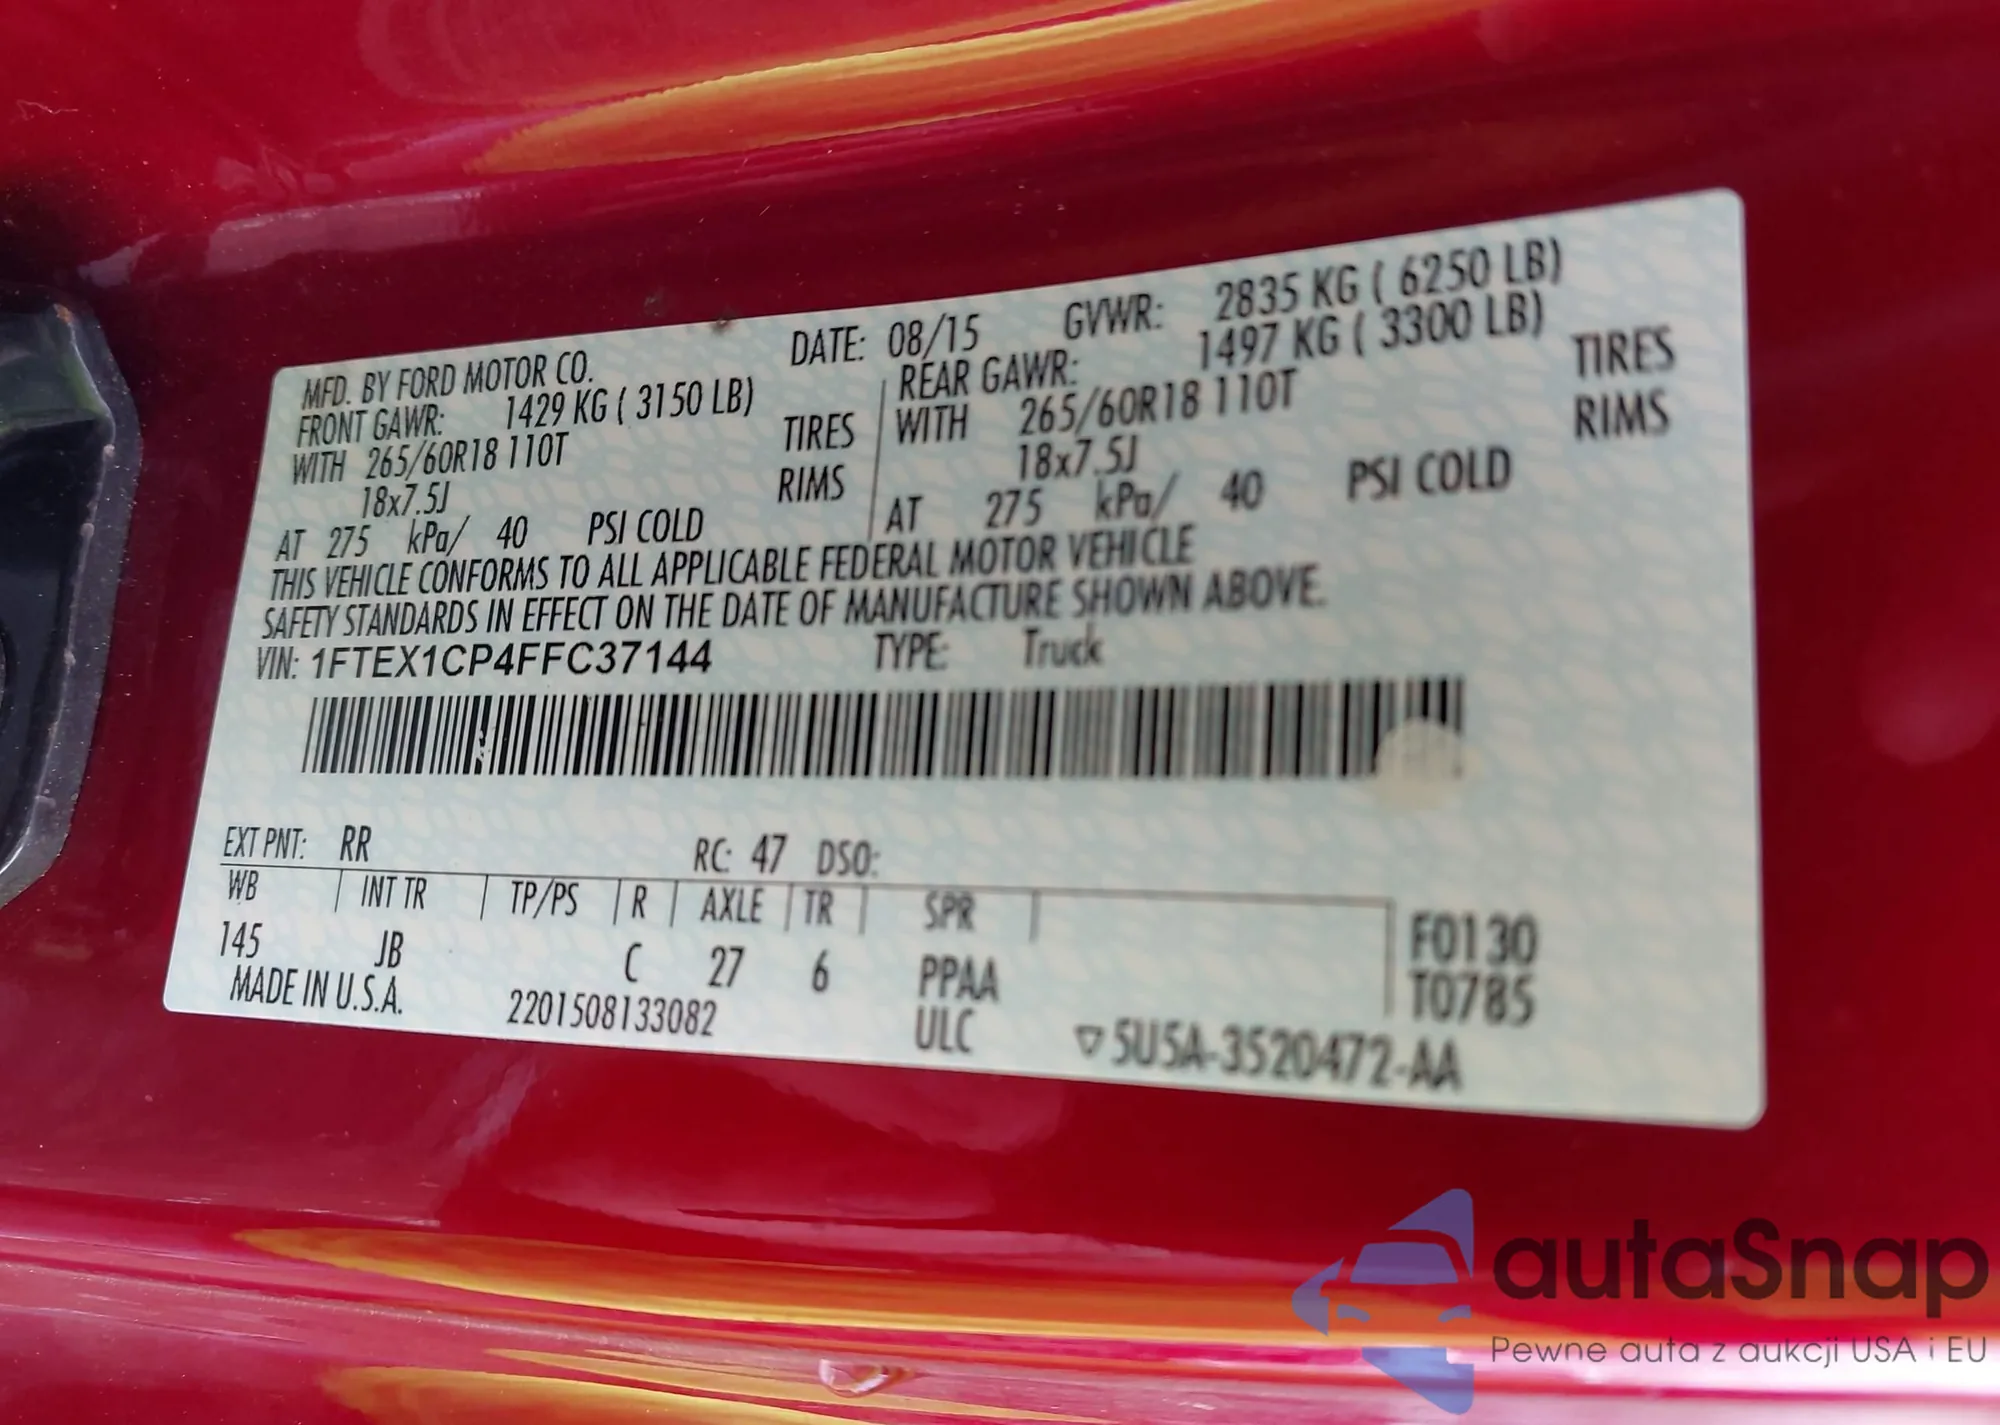 MFD. BY FORD MOTOR CO. DATE: 08/15 GVWR: 2835 KG ( 6250 LB)
FRONT GAWR: 1429 KG ( 3150 LB) REAR GAWR: 1497 KG ( 3300 LB)
WITH 265/60R18 110T TIRES WITH 265/60R18 110T TIRES
18x7.5J RIMS 18x7.5J RIMS
AT 275 kPa/ 40 PSI COLD AT 275 kPa/ 40 PSI COLD
THIS VEHICLE CONFORMS TO ALL APPLICABLE FEDERAL MOTOR VEHICLE
SAFETY STANDARDS IN EFFECT ON THE DATE OF MANUFACTURE SHOWN ABOVE.
VIN: 1FTEX1CP4FFC37144 TYPE: Truck
EXT PNT: RR RC: 47 DSO:
WB INT TR TP/PS R AXLE TR SPR
145 JB C 27 6 PPAA
F0130
T0785
MADE IN U.S.A. 2201508133082 ULC ▽5U5A-3520472-AA
autaSnap
Pewne auta z aukcji USA i EU